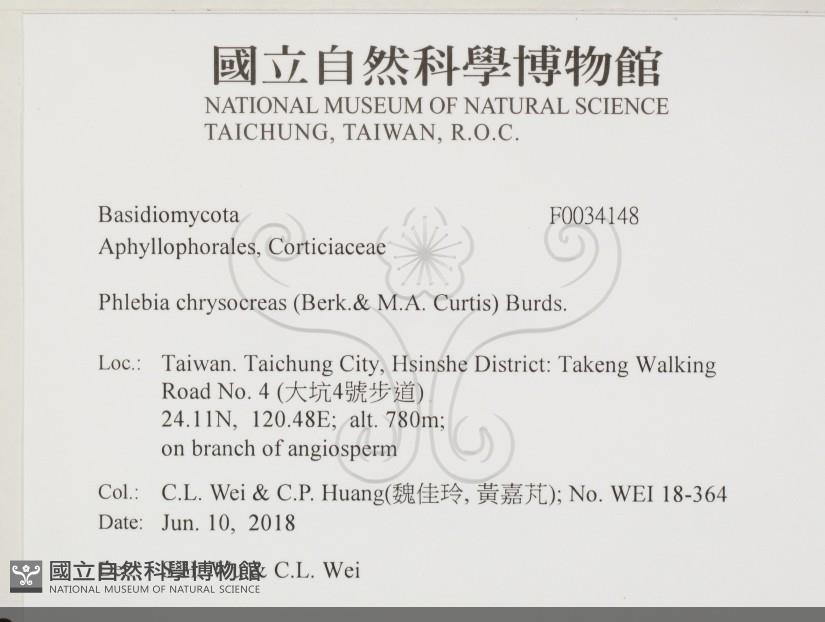 國立自然科學博物館
NATIONAL MUSEUM OF NATURAL SCIENCE
TAICHUNG, TAIWAN, R.O.C.
Basidiomycota F0034148
Aphyllophorales, Corticiaceae
Phlebia chrysocreas (Berk.& M.A. Curtis) Burds.
Loc.: Taiwan. Taichung City, Hsinshe District: Takeng Walking
Road No. 4 (大坑4號步道)
24.11N, 120.48E; alt. 780m;
on branch of angiosperm
Col.: C.L. Wei & C.P. Huang(魏佳玲, 黃嘉芃); No. WEI 18-364
Date: Jun. 10, 2018
& C.L. Wei
國立自然科學博物館
NATIONAL MUSEUM OF NATURAL SCIENCE